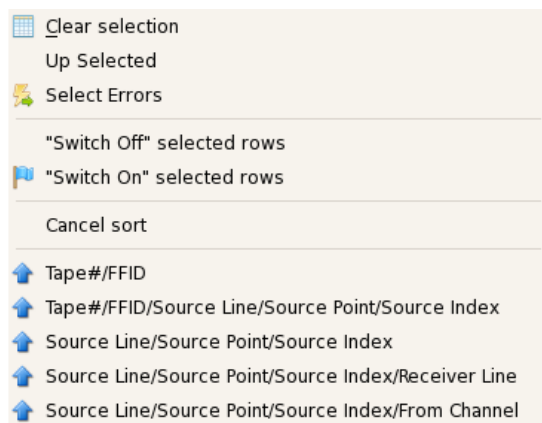 Clear selection
Up Selected
Select Errors
"Switch Off" selected rows
"Switch On" selected rows
Cancel sort
Tape#/FFID
Tape#/FFID/Source Line/Source Point/Source Index
Source Line/Source Point/Source Index
Source Line/Source Point/Source Index/Receiver Line
Source Line/Source Point/Source Index/From Channel